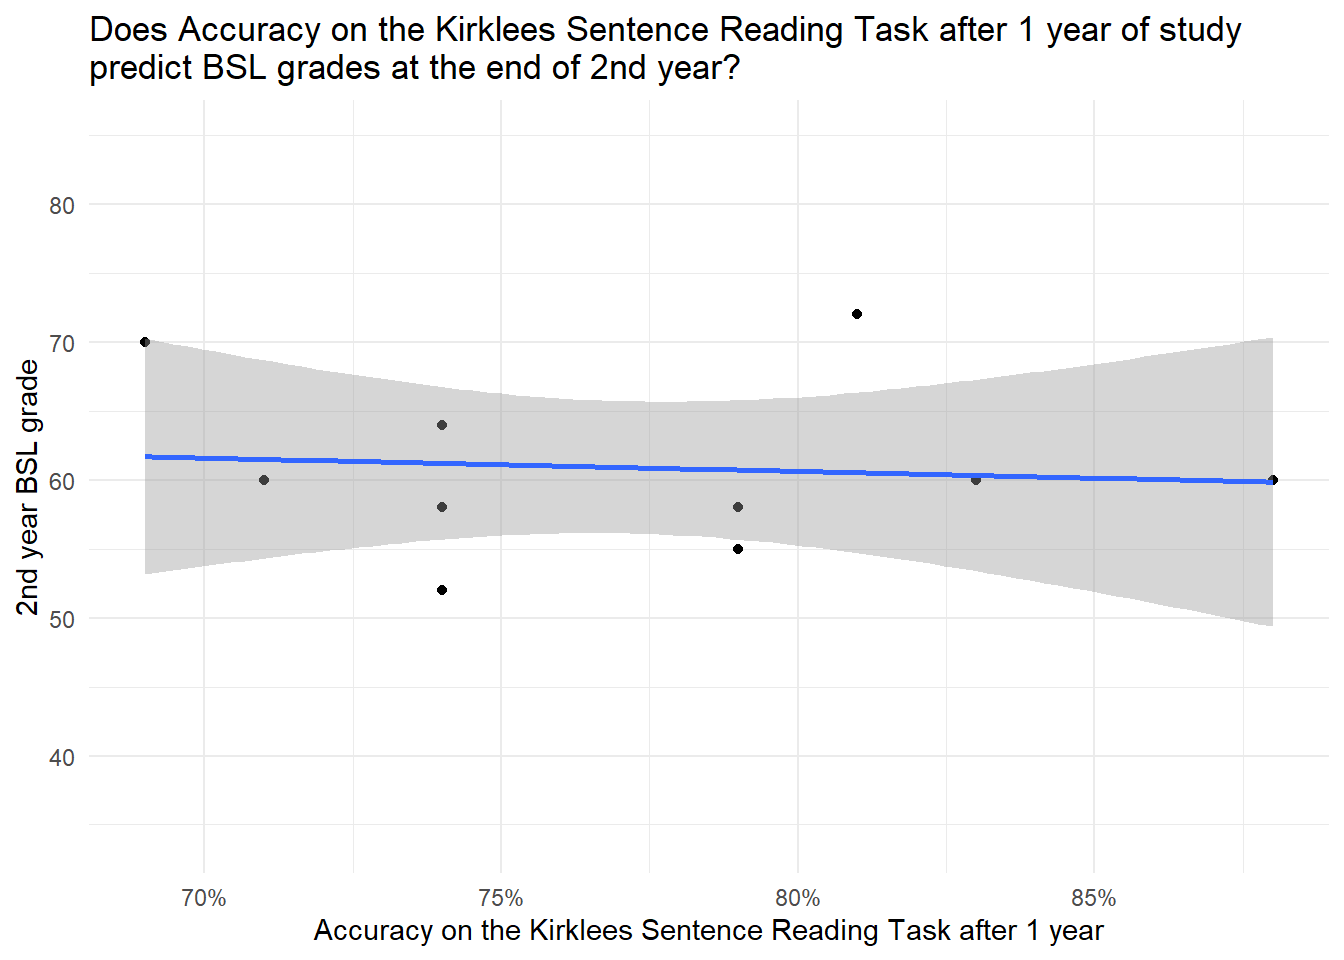 Does Accuracy on the Kirklees Sentence Reading Task after 1 year of study
predict BSL grades at the end of 2nd year?
80
70
60
50
40
2nd year BSL grade
70%
75%
80%
85%
Accuracy on the Kirklees Sentence Reading Task after 1 year